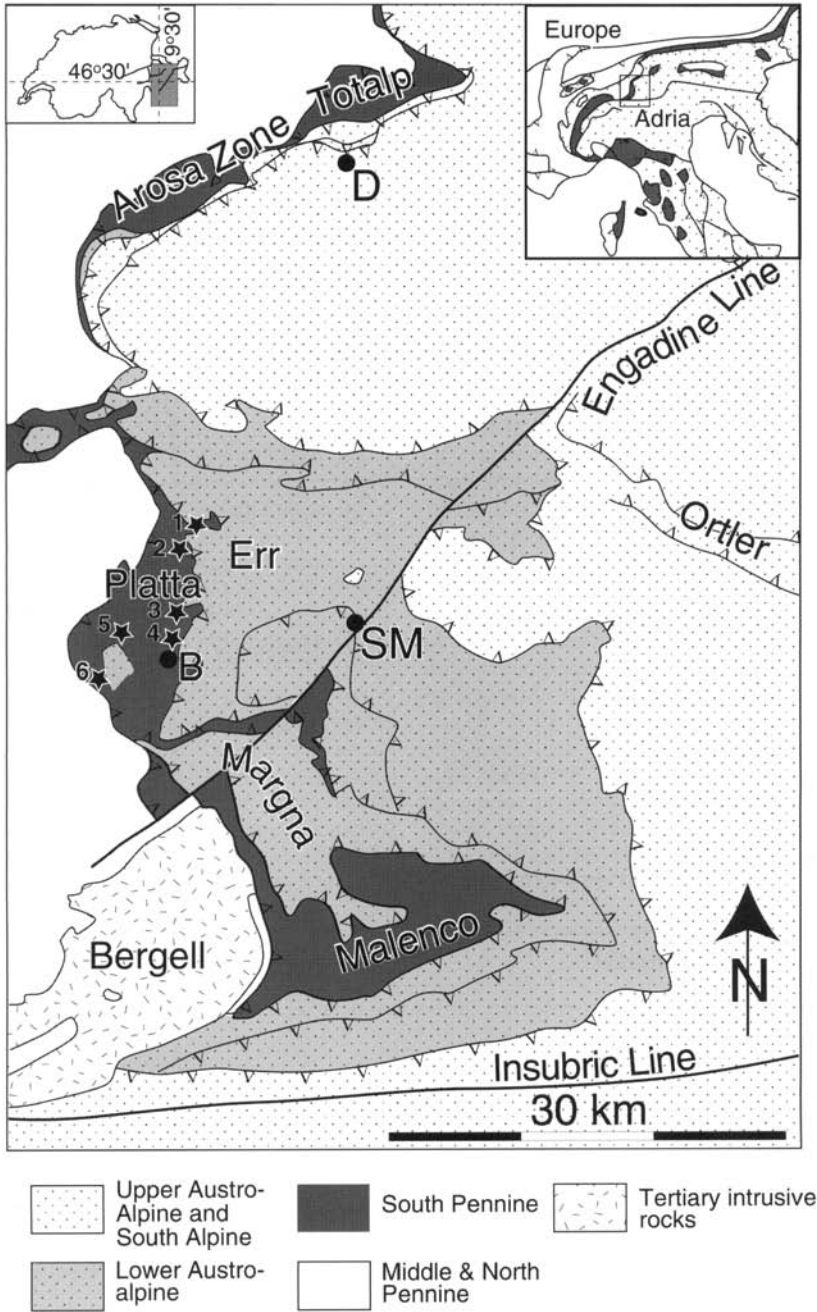 46°30'
9°30'
Europe
Adria
Arosa Zone
Totalp
D
Engadine Line
Ortler
1
2
Err
Platta
3
5
4
SM
B
6
Margna
Malenco
Bergell
N
Insubric Line
30 km
Upper Austro-
Alpine and
South Alpine
South Pennine
Tertiary intrusive
rocks
Lower Austro-
alpine
Middle & North
Pennine